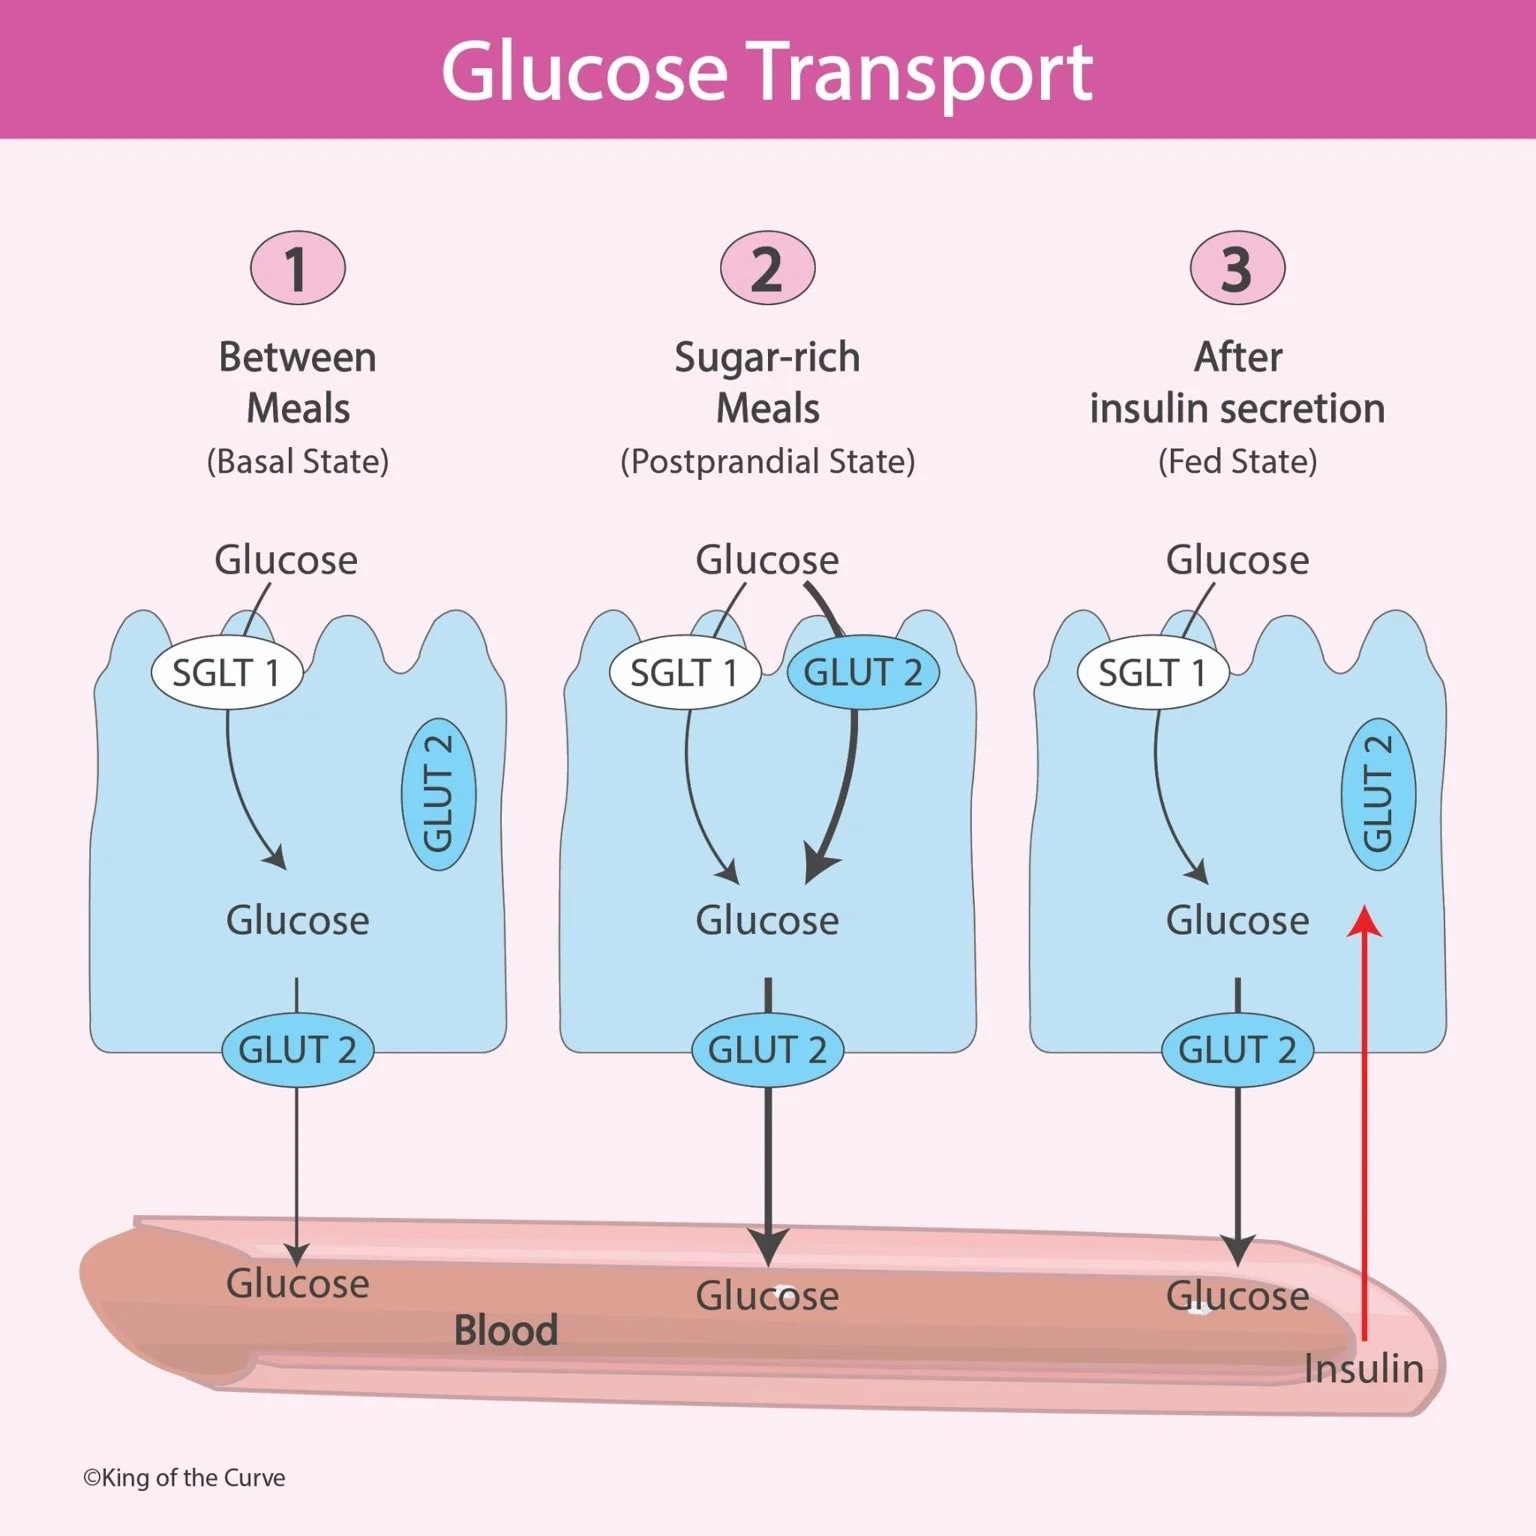 Glucose Transport
1
Between
Meals
(Basal State)
Glucose
SGLT 1
GLUT 2
Glucose
GLUT 2
Glucose
2
Sugar-rich
Meals
(Postprandial State)
Glucose
SGLT 1
GLUT 2
Glucose
GLUT 2
Glucose
3
After
insulin secretion
(Fed State)
Glucose
SGLT 1
GLUT 2
Glucose
GLUT 2
Glucose
Blood
Insulin
©King of the Curve